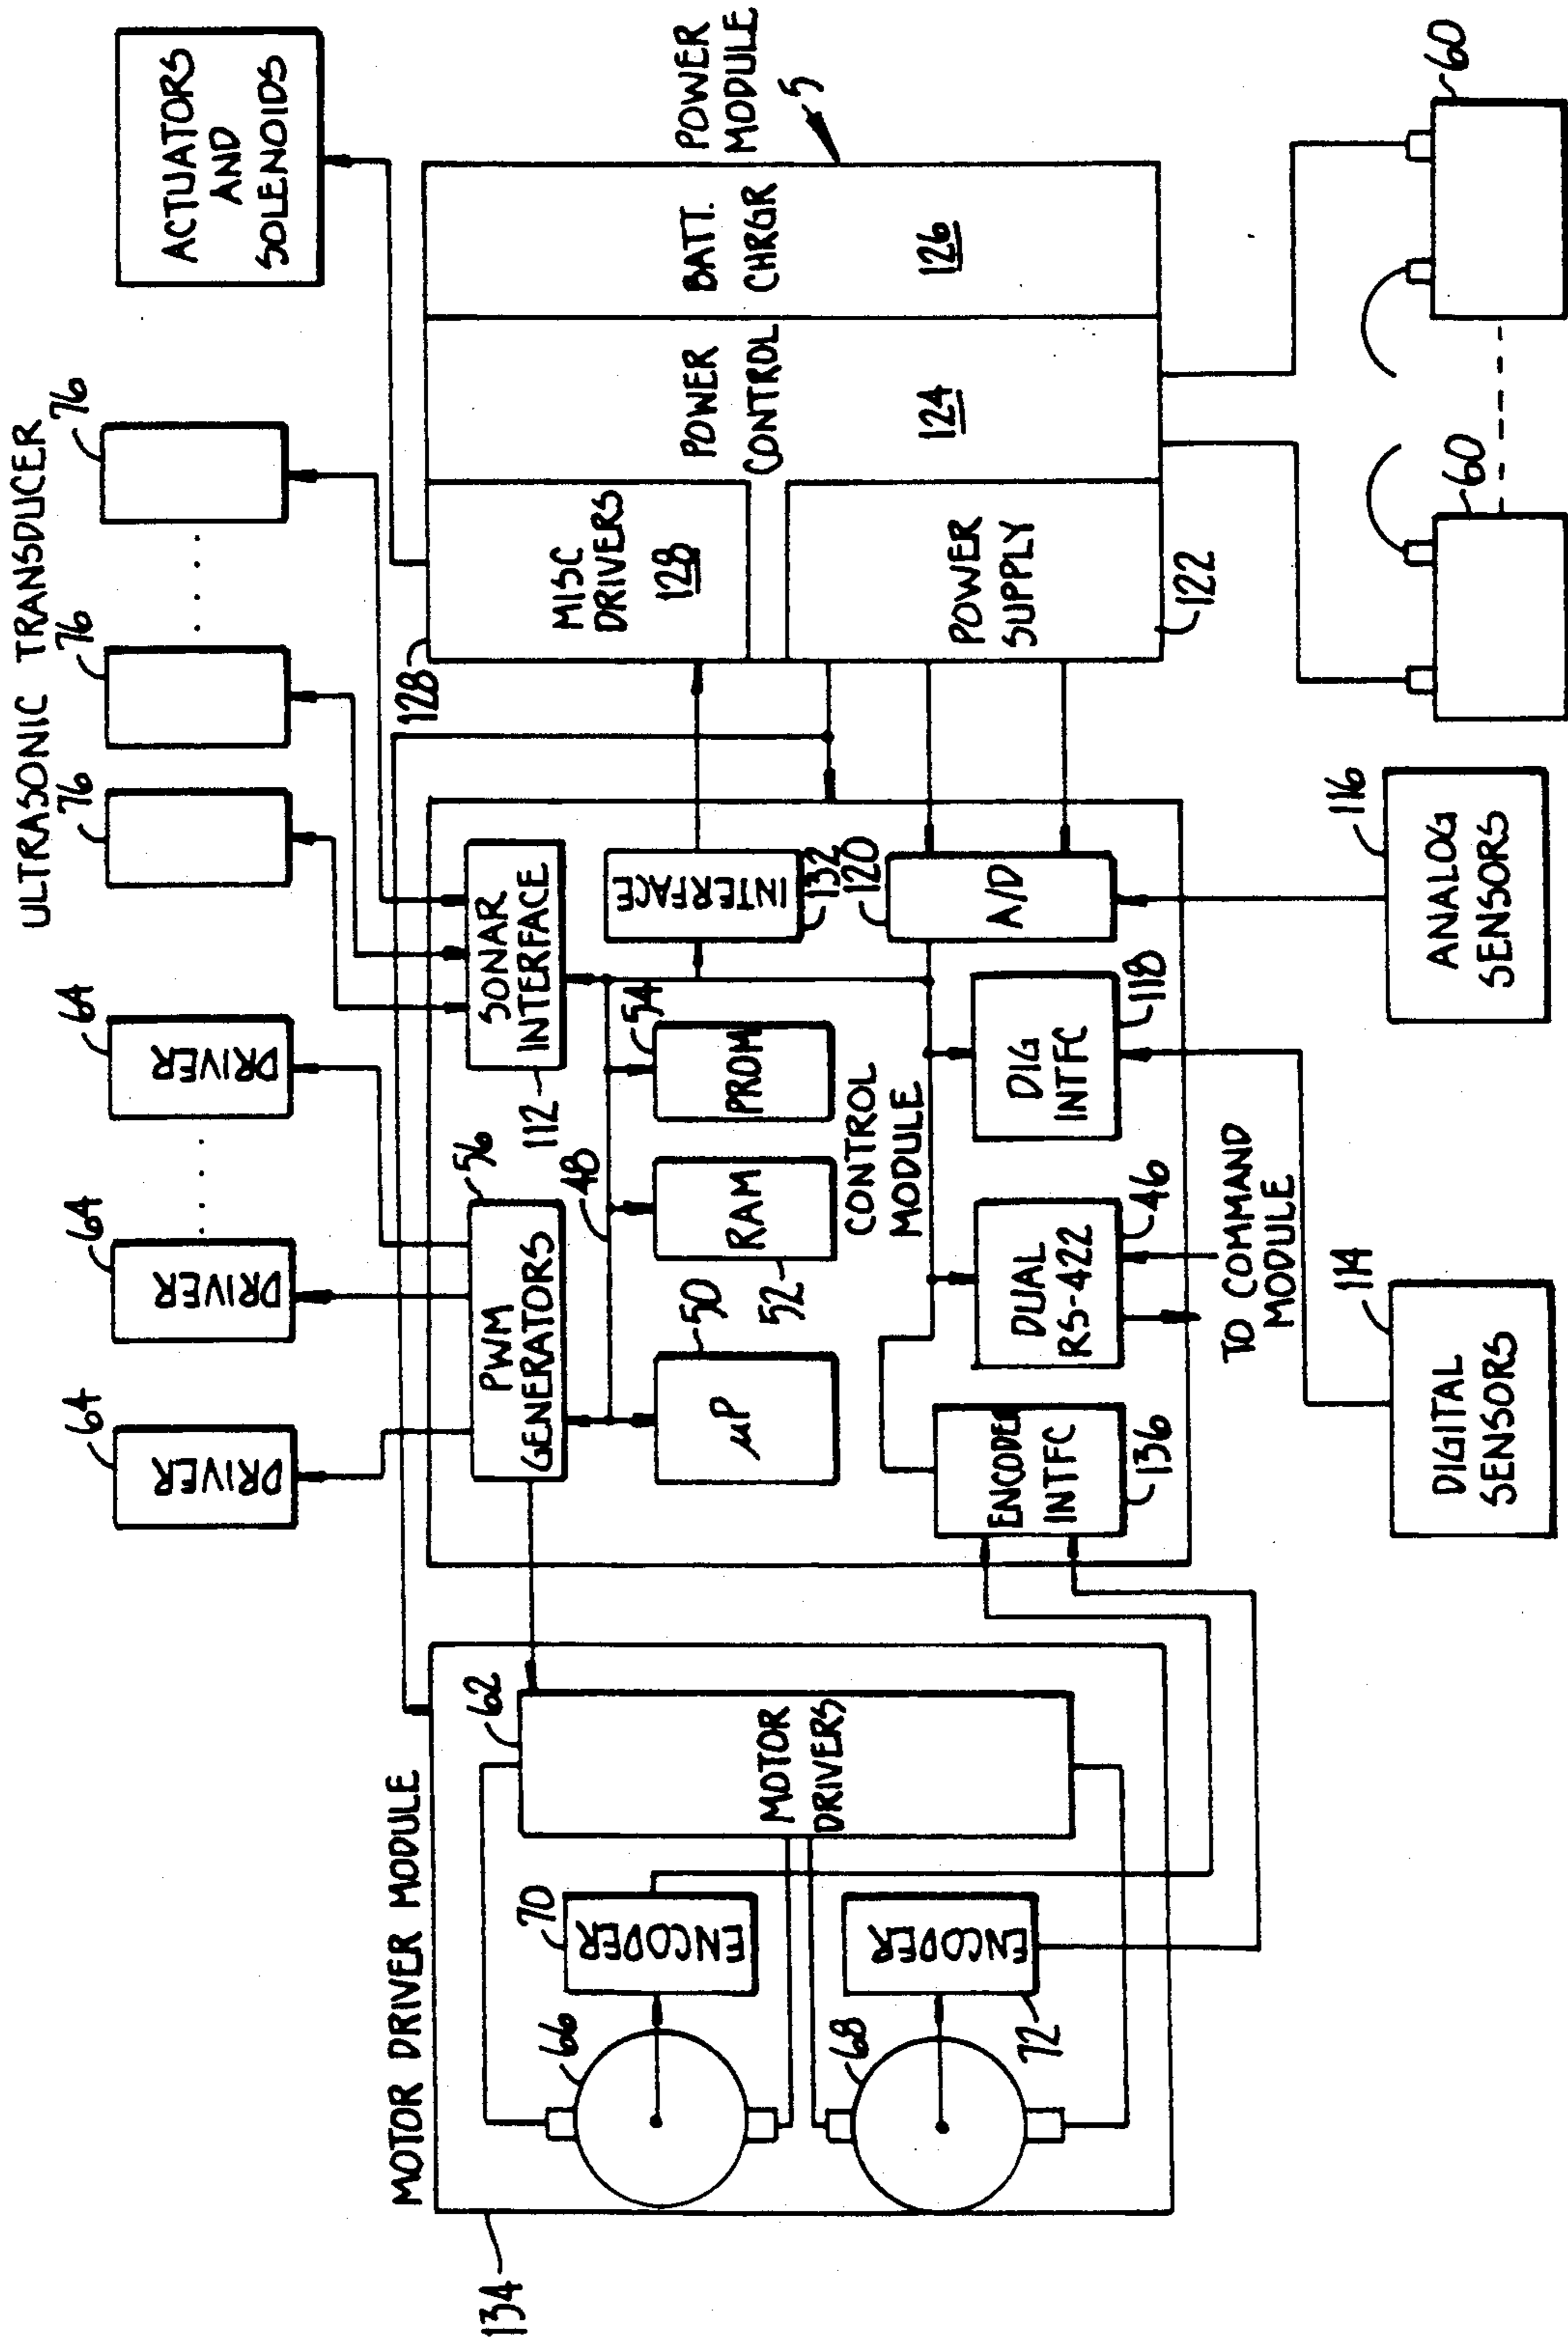 ULTRASONIC TRANSDUCER
64
64
64
76
76
76
DRIVER
DRIVER
DRIVER
ACTUATORS
AND
SOLENOIDS
MOTOR DRIVER MODULE
134
66
70
ENCODER
68
72
ENCODER
62
MOTOR
DRIVERS
56
PWM
GENERATORS
48
112
SONAR
INTERFACE
50
µP
52
RAM
54
PROM
INTERFACE
132
CONTROL
MODULE
120
A/D
ENCODER
INTFC
136
DUAL
RS-422
46
DIG
INTFC
118
TO COMMAND
MODULE
128
MISC
DRIVERS
128
POWER
SUPPLY
122
POWER
CONTROL
124
BATT.
CHRGR
126
POWER
MODULE
5
114
DIGITAL
SENSORS
116
ANALOG
SENSORS
60
60